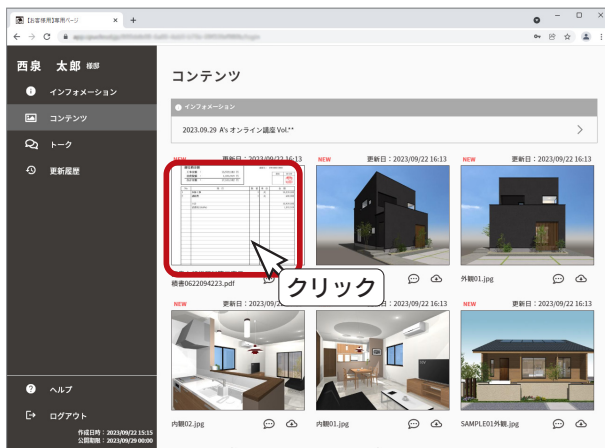 【お客様用】専用ページ
西泉　太郎 様邸
インフォメーション
コンテンツ
トーク
更新履歴
ヘルプ
ログアウト
作成日時：2023/09/22 15:15
公開期限：2023/09/29 00:00
コンテンツ
インフォメーション
2023.09.29 A's オンライン講座 Vol.**
NEW 更新日：2023/09/22 16:13
NEW 更新日：2023/09/22 16:13
NEW 更新日：2023/09/22 16:13
積書0622094223.pdf
クリック
外観01.jpg
NEW 更新日：2023/09/2
NEW 更新日：2023/09/22 16:13
NEW 更新日：2023/09/22 16:13
内観02.jpg
内観01.jpg
SAMPLE01外観.jpg